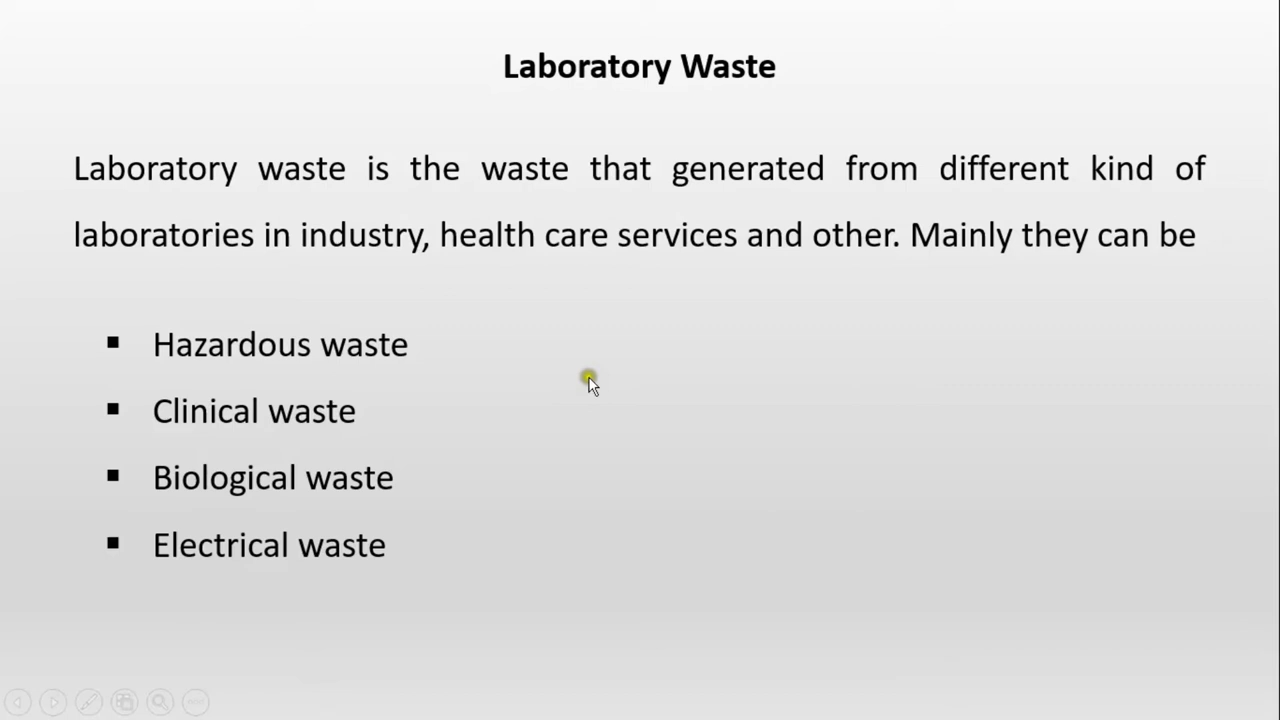 Laboratory Waste
Laboratory waste is the waste that generated from different kind of
laboratories in industry, health care services and other. Mainly they can be
▪ Hazardous waste
▪ Clinical waste
▪ Biological waste
▪ Electrical waste